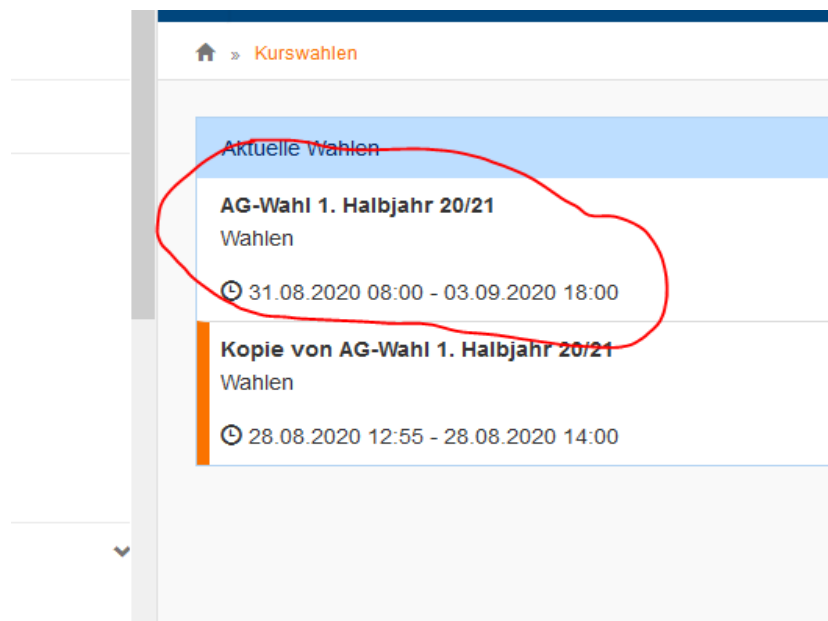 » Kurswahlen
Aktuelle Wahlen
AG-Wahl 1. Halbjahr 20/21
Wahlen
31.08.2020 08:00 - 03.09.2020 18:00
Kopie von AG-Wahl 1. Halbjahr 20/21
Wahlen
28.08.2020 12:55 - 28.08.2020 14:00